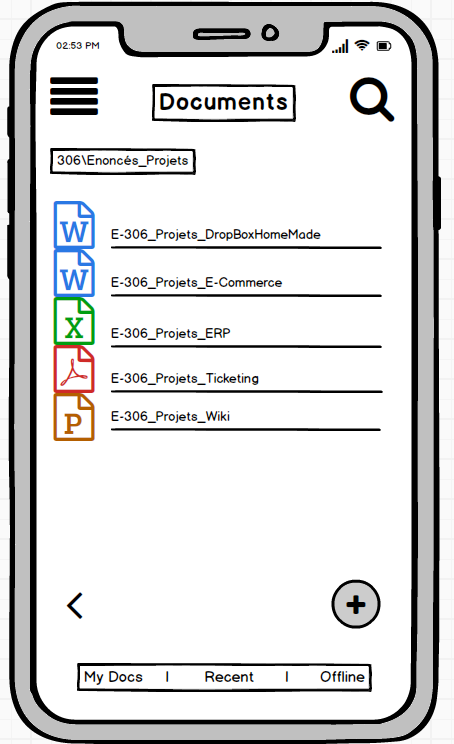 02:53 PM
Documents
306\Enoncés_Projets
W E-306_Projets_DropBoxHomeMade
W E-306_Projets_E-Commerce
X E-306_Projets_ERP
E-306_Projets_Ticketing
P E-306_Projets_Wiki
My Docs | Recent | Offline